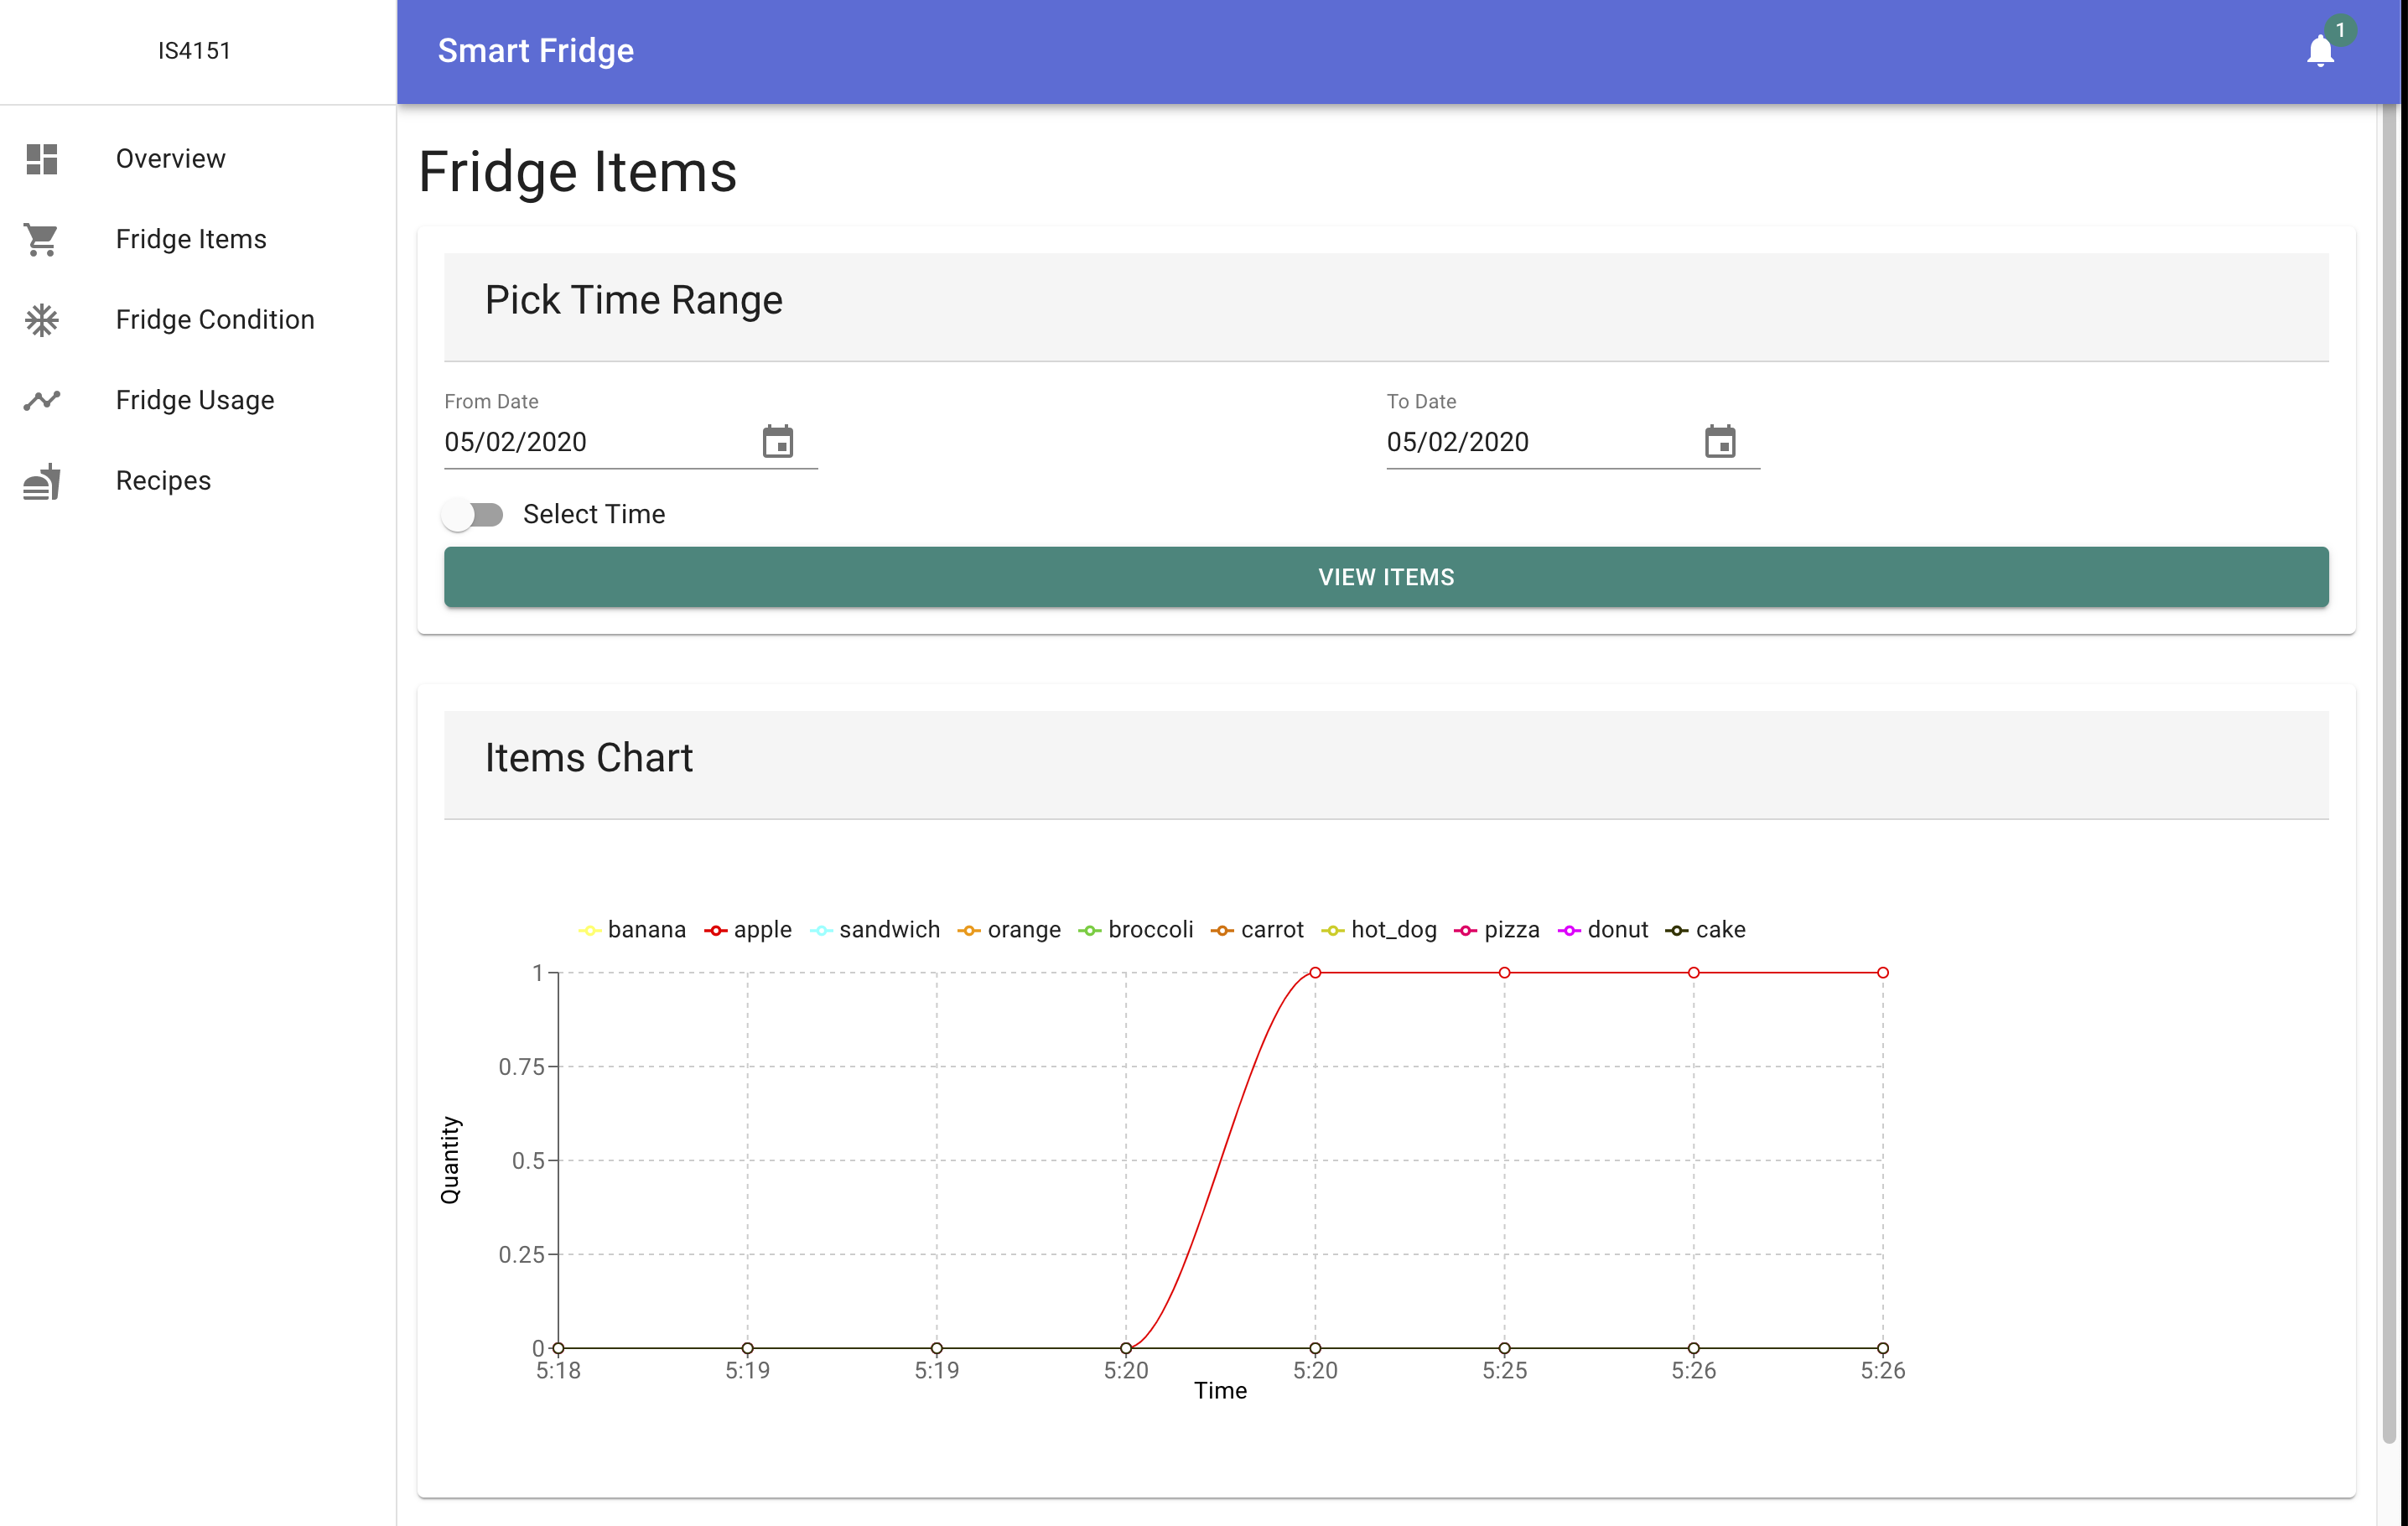 IS4151
Smart Fridge
1
Overview
Fridge Items
Fridge Condition
Fridge Usage
Recipes
Fridge Items
Pick Time Range
From Date
To Date
05/02/2020
05/02/2020
Select Time
VIEW ITEMS
Items Chart
banana apple sandwich orange broccoli carrot hot_dog pizza donut cake
1
0.75
0.5
0.25
0
Quantity
5:18 5:19 5:19 5:20 5:20 5:25 5:26 5:26
Time